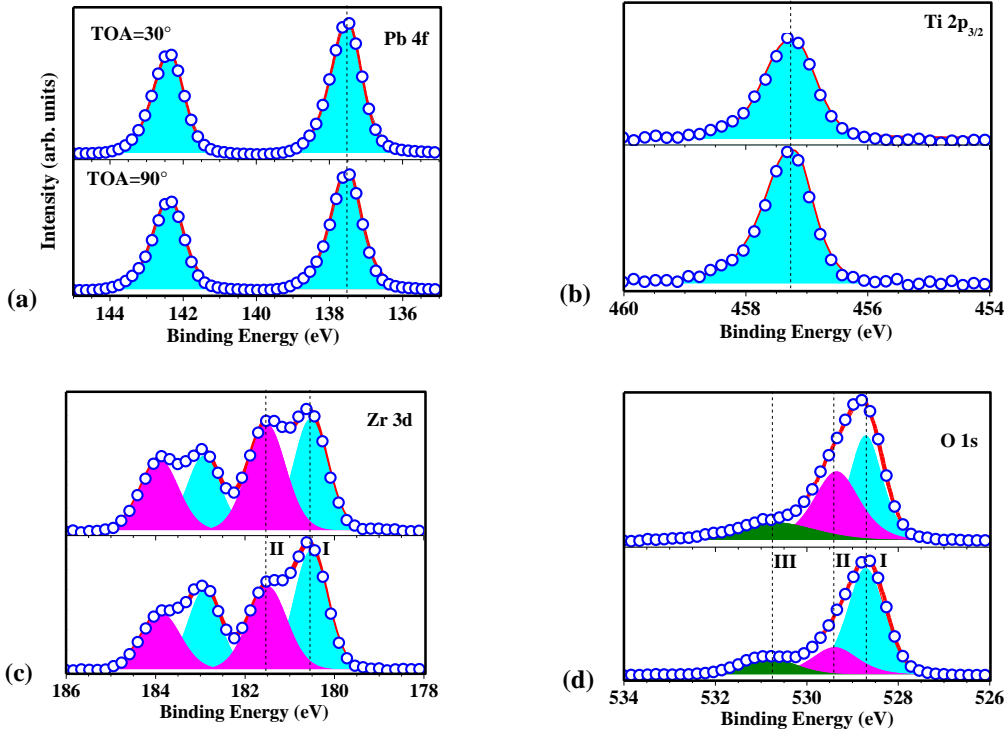 TOA=30°
Pb 4f
TOA=90°
Intensity (arb. units)
144 142 140 138 136
Binding Energy (eV)
(a)
Ti 2p3/2
460 458 456 454
Binding Energy (eV)
(b)
Zr 3d
II I
186 184 182 180 178
Binding Energy (eV)
(c)
O 1s
III II I
534 532 530 528 526
Binding Energy (eV)
(d)